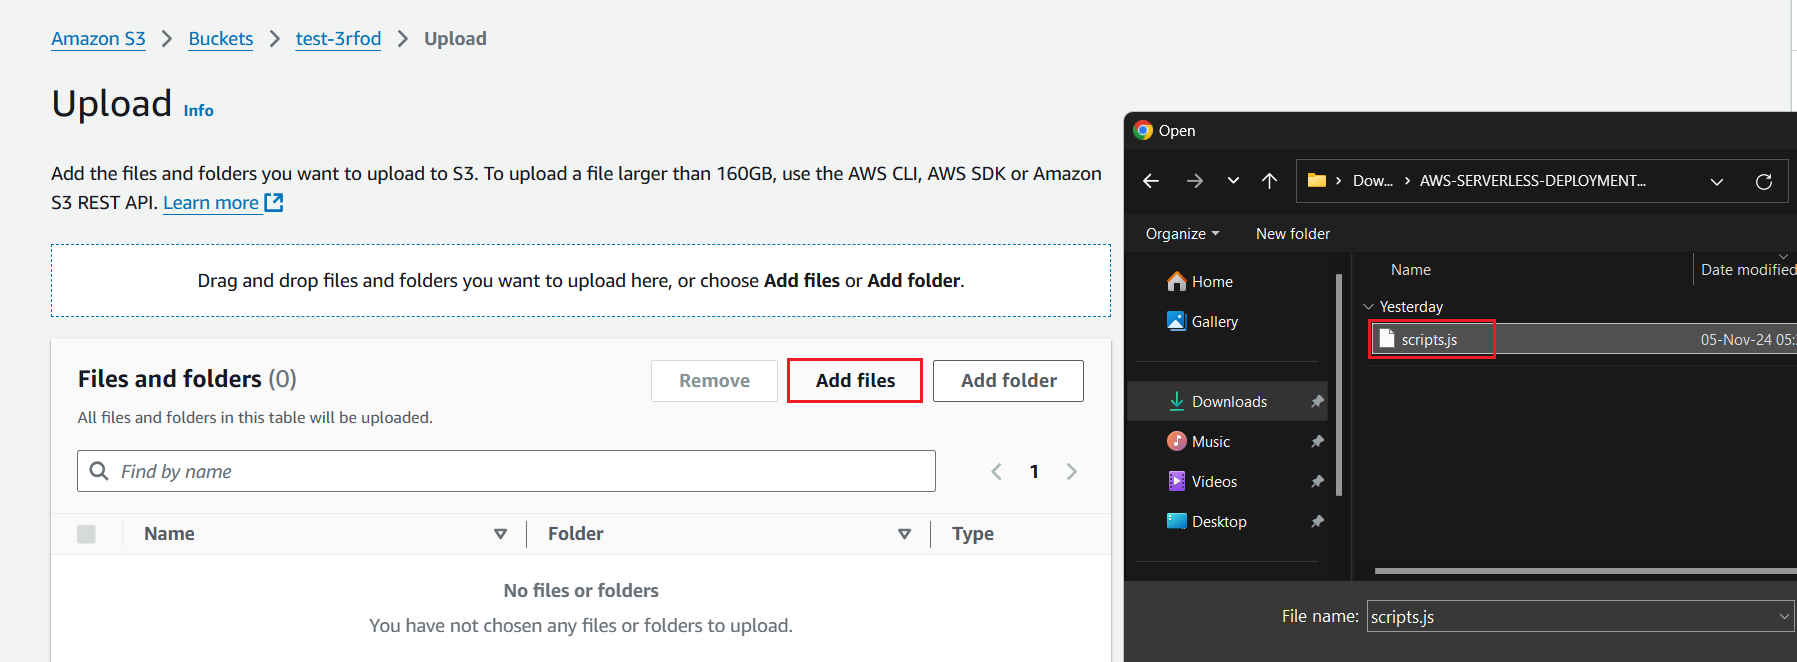 Amazon S3 > Buckets > test-3rfod > Upload
Upload Info
Add the files and folders you want to upload to S3. To upload a file larger than 160GB, use the AWS CLI, AWS SDK or Amazon
S3 REST API. Learn more
Drag and drop files and folders you want to upload here, or choose Add files or Add folder.
Files and folders (0)
Remove
Add files
Add folder
All files and folders in this table will be uploaded.
Find by name
1
Name
Folder
Type
No files or folders
You have not chosen any files or folders to upload.
Open
Dow... > AWS-SERVERLESS-DEPLOYMENT...
Organize
New folder
Home
Gallery
Downloads
Music
Videos
Desktop
Name
Date modified
Yesterday
scripts.js
05-Nov-24 05:
File name: scripts.js